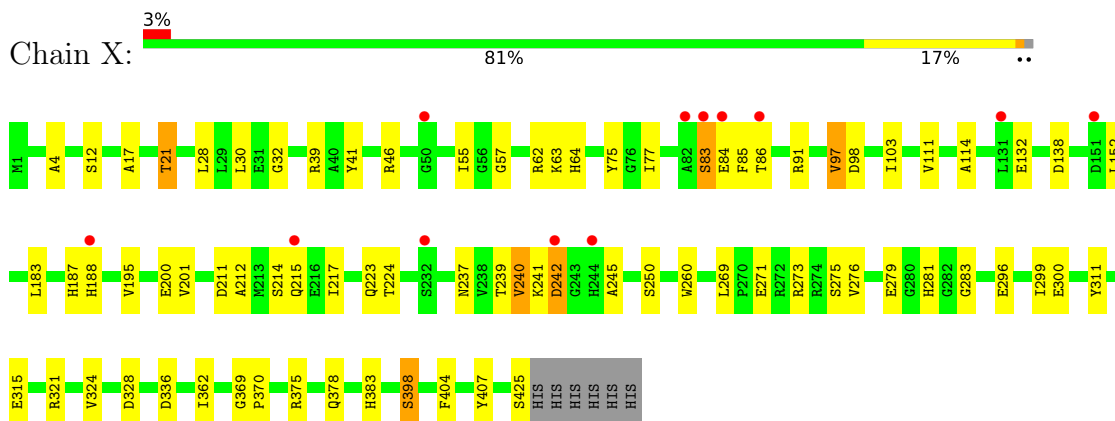 3%
Chain X:
81% 17% ••
M1 A4 S12 A17 T21 L28 L29 L30 E31 G32 R39 A40 Y41 R46 G50 I55 G56 G57 R62 K63 H64 Y75 G76 I77 A82 S83 E84 F85 T86 R91 V97 D98 I103 V111 A114 L131 E132 D138 D151 L152
L183 H187 H188 V195 E200 V201 D211 A212 M213 S214 Q215 E216 I217 Q223 T224 S232 N237 V238 T239 V240 K241 D242 G243 H244 A245 S250 W260 L269 P270 E271 R272 R273 R274 S275 V276 E279 G280 H281 G282 G283 E296 I299 E300 Y311
E315 R321 V324 D328 D336 I362 G369 P370 R375 Q378 H383 S398 F404 Y407 S425 HIS HIS HIS HIS HIS HIS